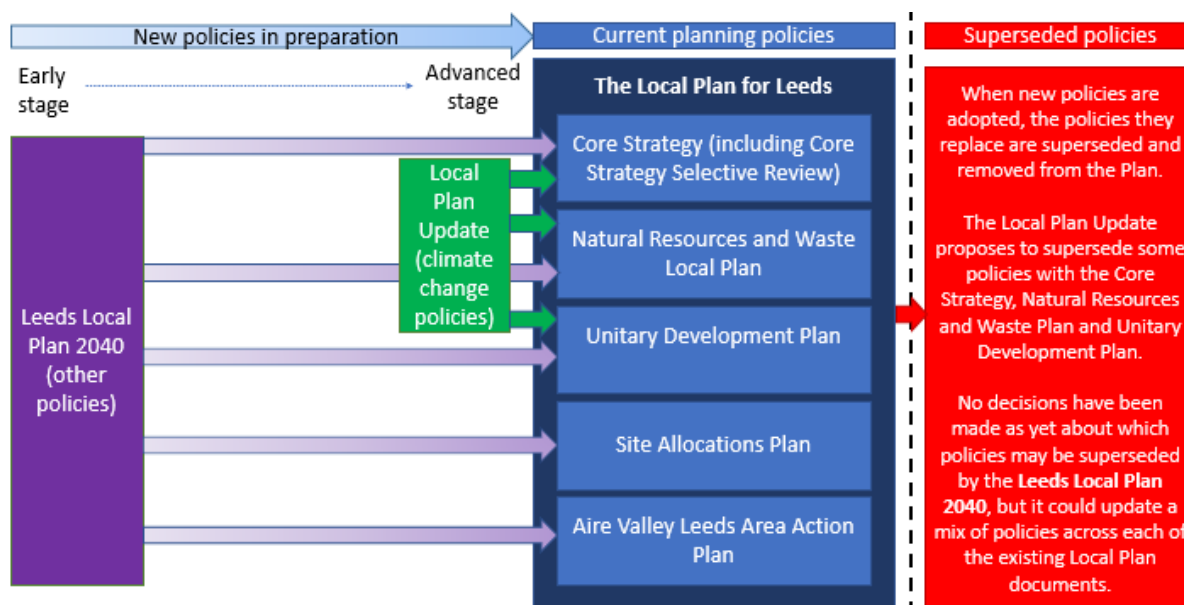 New policies in preparation
Current planning policies
Superseded policies
Early
stage
Advanced
stage
The Local Plan for Leeds
Leeds Local
Plan 2040
(other
policies)
Local
Plan
Update
(climate
change
policies)
Core Strategy (including Core
Strategy Selective Review)
Natural Resources and Waste
Local Plan
Unitary Development Plan
Site Allocations Plan
Aire Valley Leeds Area Action
Plan
When new policies are
adopted, the policies they
replace are superseded and
removed from the Plan.
The Local Plan Update
proposes to supersede some
policies with the Core
Strategy, Natural Resources
and Waste Plan and Unitary
Development Plan.
No decisions have been
made as yet about which
policies may be superseded
by the Leeds Local Plan
2040, but it could update a
mix of policies across each of
the existing Local Plan
documents.